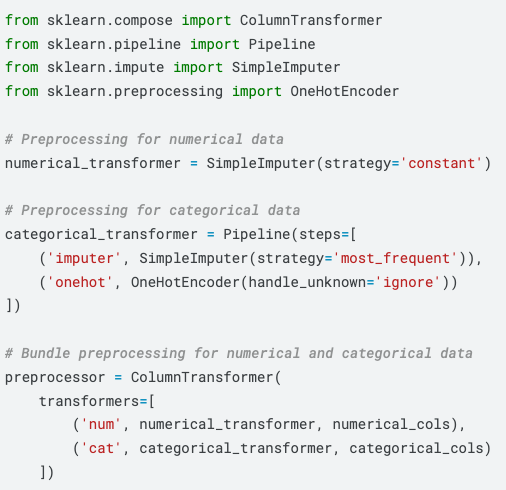 from sklearn.compose import ColumnTransformer
from sklearn.pipeline import Pipeline
from sklearn.impute import SimpleImputer
from sklearn.preprocessing import OneHotEncoder

# Preprocessing for numerical data
numerical_transformer = SimpleImputer(strategy='constant')

# Preprocessing for categorical data
categorical_transformer = Pipeline(steps=[
    ('imputer', SimpleImputer(strategy='most_frequent')),
    ('onehot', OneHotEncoder(handle_unknown='ignore'))
])

# Bundle preprocessing for numerical and categorical data
preprocessor = ColumnTransformer(
    transformers=[
        ('num', numerical_transformer, numerical_cols),
        ('cat', categorical_transformer, categorical_cols)
    ])